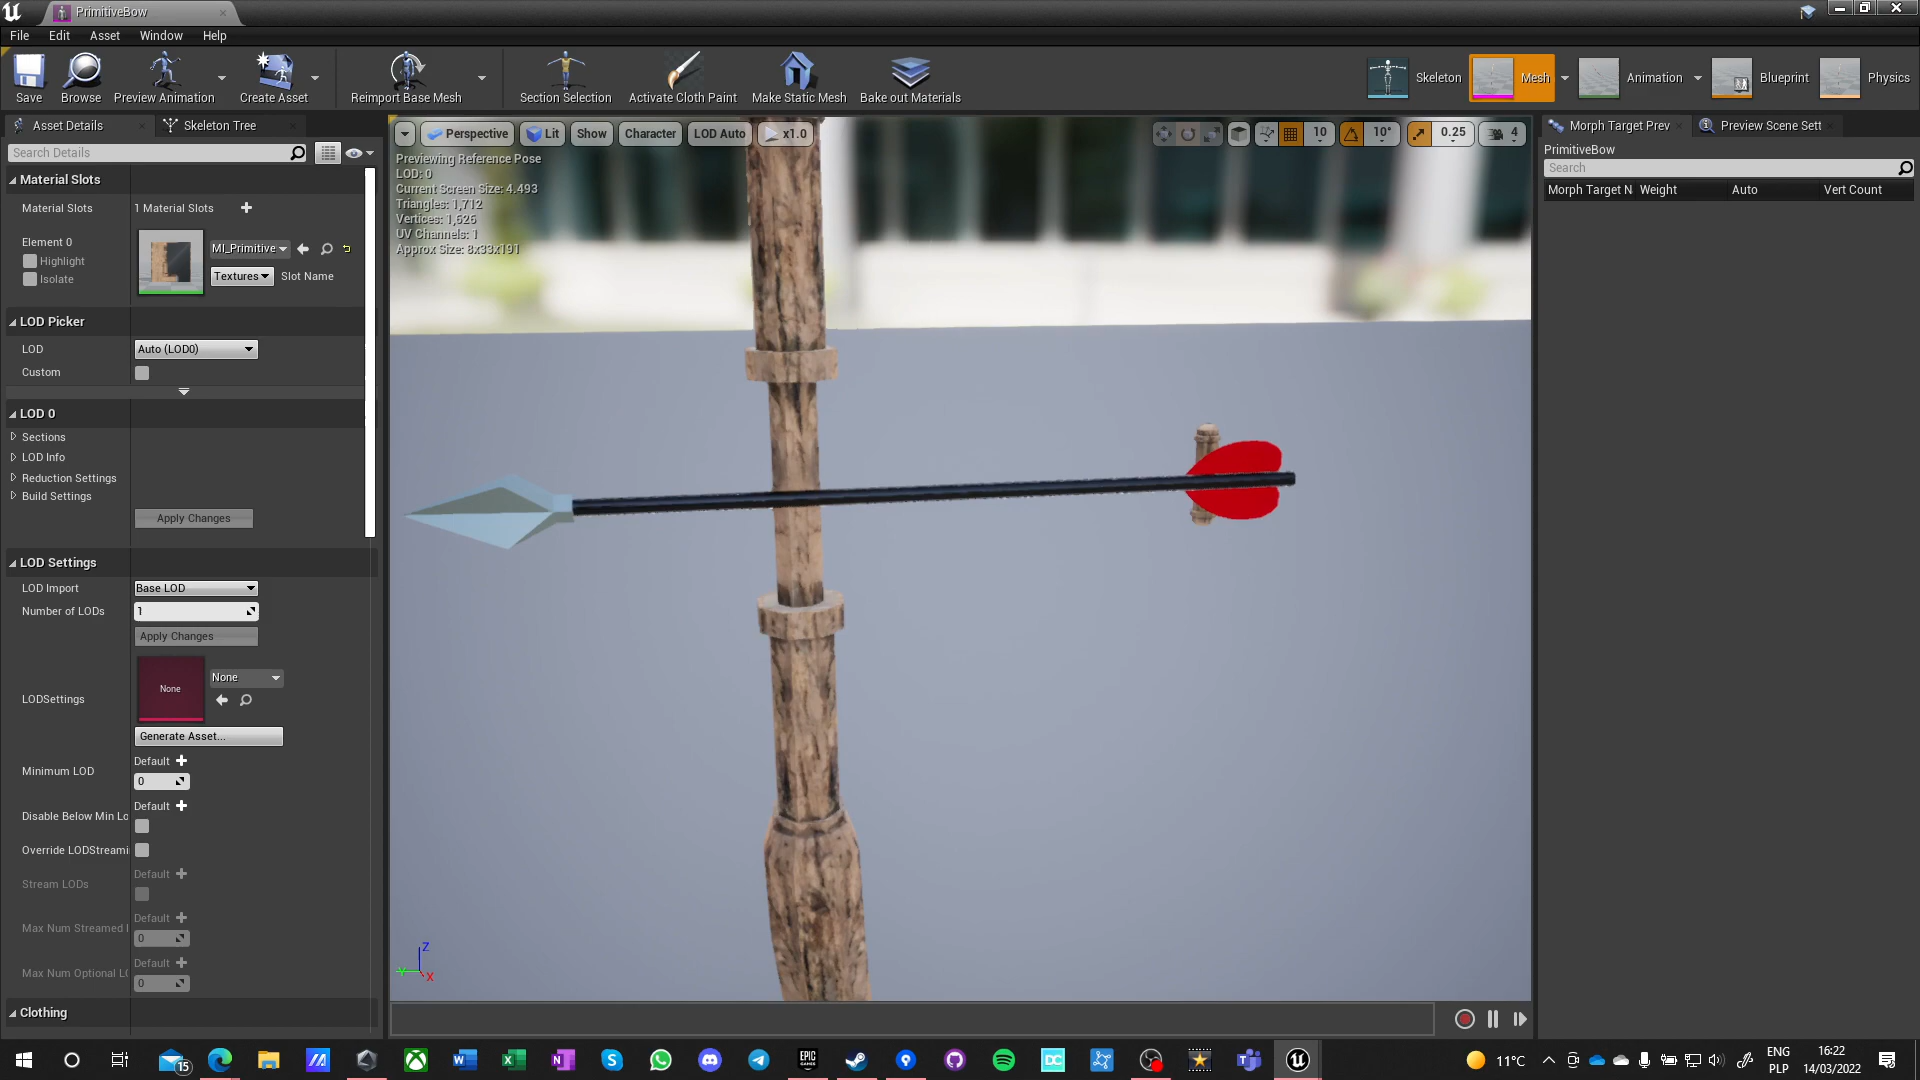 PrimitiveBow
File Edit Asset Window Help
Save Browse Preview Animation Create Asset Reimport Base Mesh Section Selection Activate Cloth Paint Make Static Mesh Bake out Materials Skeleton Mesh Animation Blueprint Physics
Asset Details Skeleton Tree
Search Details
Material Slots
Material Slots 1 Material Slots
Element 0
Highlight
Isolate
MI_Primitive
Textures Slot Name
LOD Picker
LOD Auto (LOD0)
Custom
LOD 0
Sections
LOD Info
Reduction Settings
Build Settings
Apply Changes
LOD Settings
LOD Import Base LOD
Number of LODs 1
Apply Changes
LODSettings None None
Generate Asset...
Minimum LOD Default
0
Disable Below Min Lo Default
Override LODStreami
Stream LODs Default
Max Num Streamed Default
0
Max Num Optional LO Default
0
Clothing
Perspective Lit Show Character LOD Auto x1.0 10 10° 0.25 4
Previewing Reference Pose
LOD: 0
Current Screen Size: 4.493
Triangles: 1,712
Vertices: 1,626
UV Channels: 1
Approx Size: 8x33x191
Z
Y X
Morph Target Prev Preview Scene Sett
PrimitiveBow
Search
Morph Target N Weight Auto Vert Count
15
EPIC GAMES
DC
11°C
ENG
PLP
16:22
14/03/2022